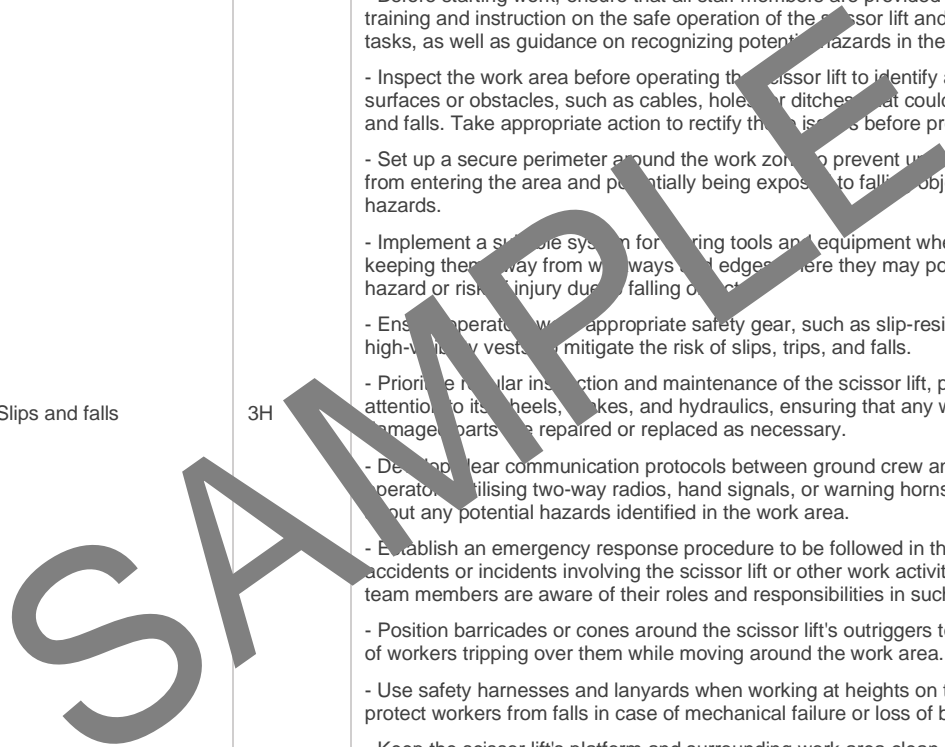 Slips and falls
3H
training and instruction on the safe operation of the scissor lift and
tasks, as well as guidance on recognizing potential hazards in the
- Inspect the work area before operating the scissor lift to identify
surfaces or obstacles, such as cables, holes or ditches that could
and falls. Take appropriate action to rectify these issues before
- Set up a secure perimeter around the work zone to prevent
from entering the area and potentially being exposed to falling
hazards.
- Implement a suitable system for storing tools and equipment
keeping them away from walkways and edges where they may
hazard or risk of injury due to falling objects.
- Ensure operators wear appropriate safety gear, such as
high-visibility vests to mitigate the risk of slips, trips, and falls.
- Prioritize regular inspection and maintenance of the scissor lift,
attention to its wheels, brakes, and hydraulics, ensuring that any
damaged parts are repaired or replaced as necessary.
- Develop clear communication protocols between ground crew
operators utilising two-way radios, hand signals, or warning horns
about any potential hazards identified in the work area.
- Establish an emergency response procedure to be followed in
accidents or incidents involving the scissor lift or other work
team members are aware of their roles and responsibilities in
- Position barricades or cones around the scissor lift's outriggers
of workers tripping over them while moving around the work area.
- Use safety harnesses and lanyards when working at heights on
protect workers from falls in case of mechanical failure or loss of
- Keep the scissor lift's platform and surrounding work area clean
SAMPLE